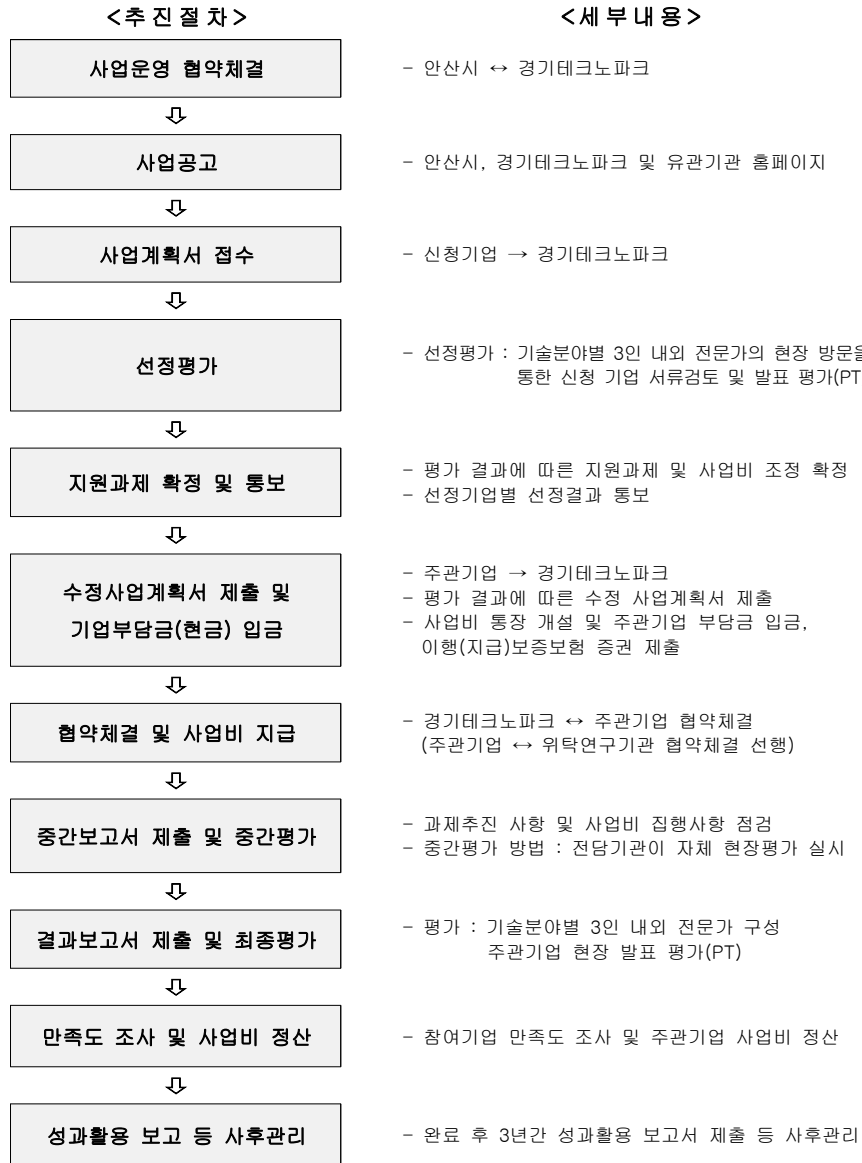 <추진절차> <세부내용>
사업운영 협약체결 - 안산시 ↔ 경기테크노파크
⇩
사업공고 - 안산시, 경기테크노파크 및 유관기관 홈페이지
⇩
사업계획서 접수 - 신청기업 → 경기테크노파크
⇩
선정평가
- 선정평가 : 기술분야별 3인 내외 전문가의 현장 방문을
통한 신청 기업 서류검토 및 발표 평가(PT
⇩
지원과제 확정 및 통보
- 평가 결과에 따른 지원과제 및 사업비 조정 확정
- 선정기업별 선정결과 통보
⇩
수정사업계획서 제출 및
기업부담금(현금) 입금
- 주관기업 → 경기테크노파크
- 평가 결과에 따른 수정 사업계획서 제출
- 사업비 통장 개설 및 주관기업 부담금 입금,
이행(지급)보증보험 증권 제출
⇩
협약체결 및 사업비 지급
- 경기테크노파크 ↔ 주관기업 협약체결
(주관기업 ↔ 위탁연구기관 협약체결 선행)
⇩
중간보고서 제출 및 중간평가
- 과제추진 사항 및 사업비 집행사항 점검
- 중간평가 방법 : 전담기관이 자체 현장평가 실시
⇩
결과보고서 제출 및 최종평가
- 평가 : 기술분야별 3인 내외 전문가 구성
주관기업 현장 발표 평가(PT)
⇩
만족도 조사 및 사업비 정산 - 참여기업 만족도 조사 및 주관기업 사업비 정산
⇩
성과활용 보고 등 사후관리 - 완료 후 3년간 성과활용 보고서 제출 등 사후관리